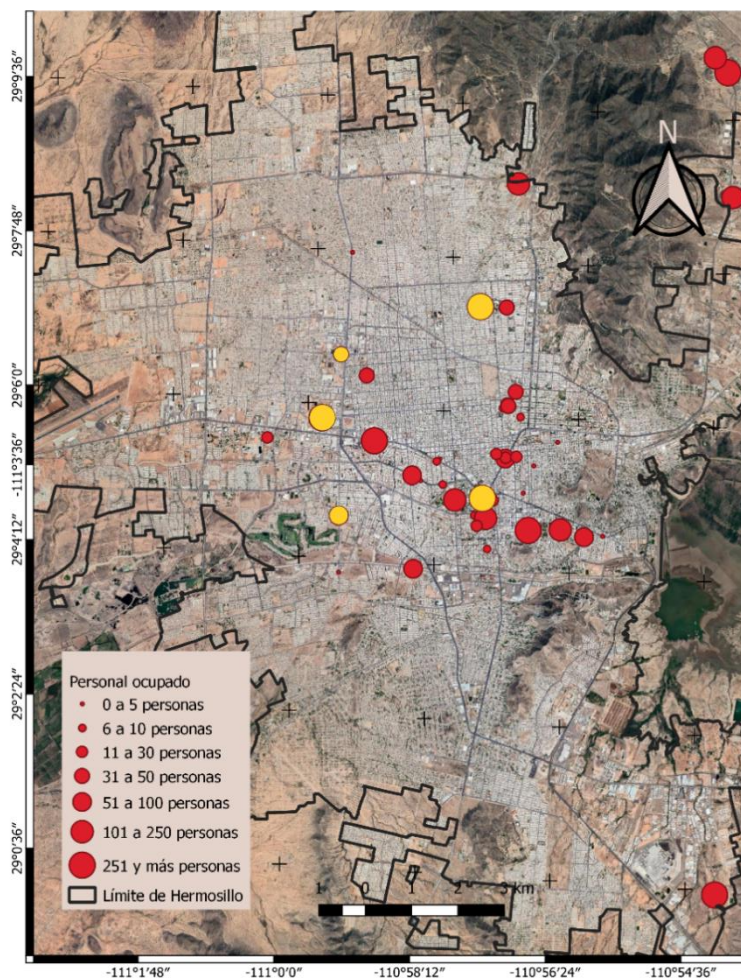 N
29°9′36″
29°7′48″
29°6′0″
-111°3′36″
29°4′12″
29°2′24″
29°0′36″
Personal ocupado
0 a 5 personas
6 a 10 personas
11 a 30 personas
31 a 50 personas
51 a 100 personas
101 a 250 personas
251 y más personas
Límite de Hermosillo
1 0 1 2 3 km
-111°1′48″ -111°0′0″ -110°58′12″ -110°56′24″ -110°54′36″